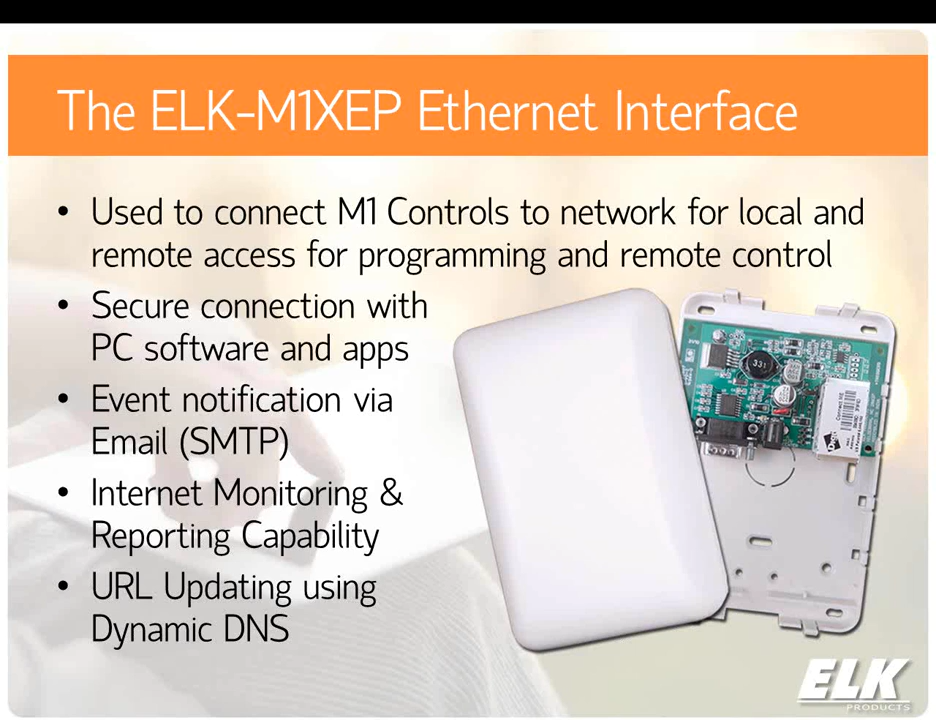 The ELK-M1XEP Ethernet Interface
• Used to connect M1 Controls to network for local and
remote access for programming and remote control
• Secure connection with
PC software and apps
• Event notification via
Email (SMTP)
• Internet Monitoring &
Reporting Capability
• URL Updating using
Dynamic DNS
331
Digi
ELK
PRODUCTS